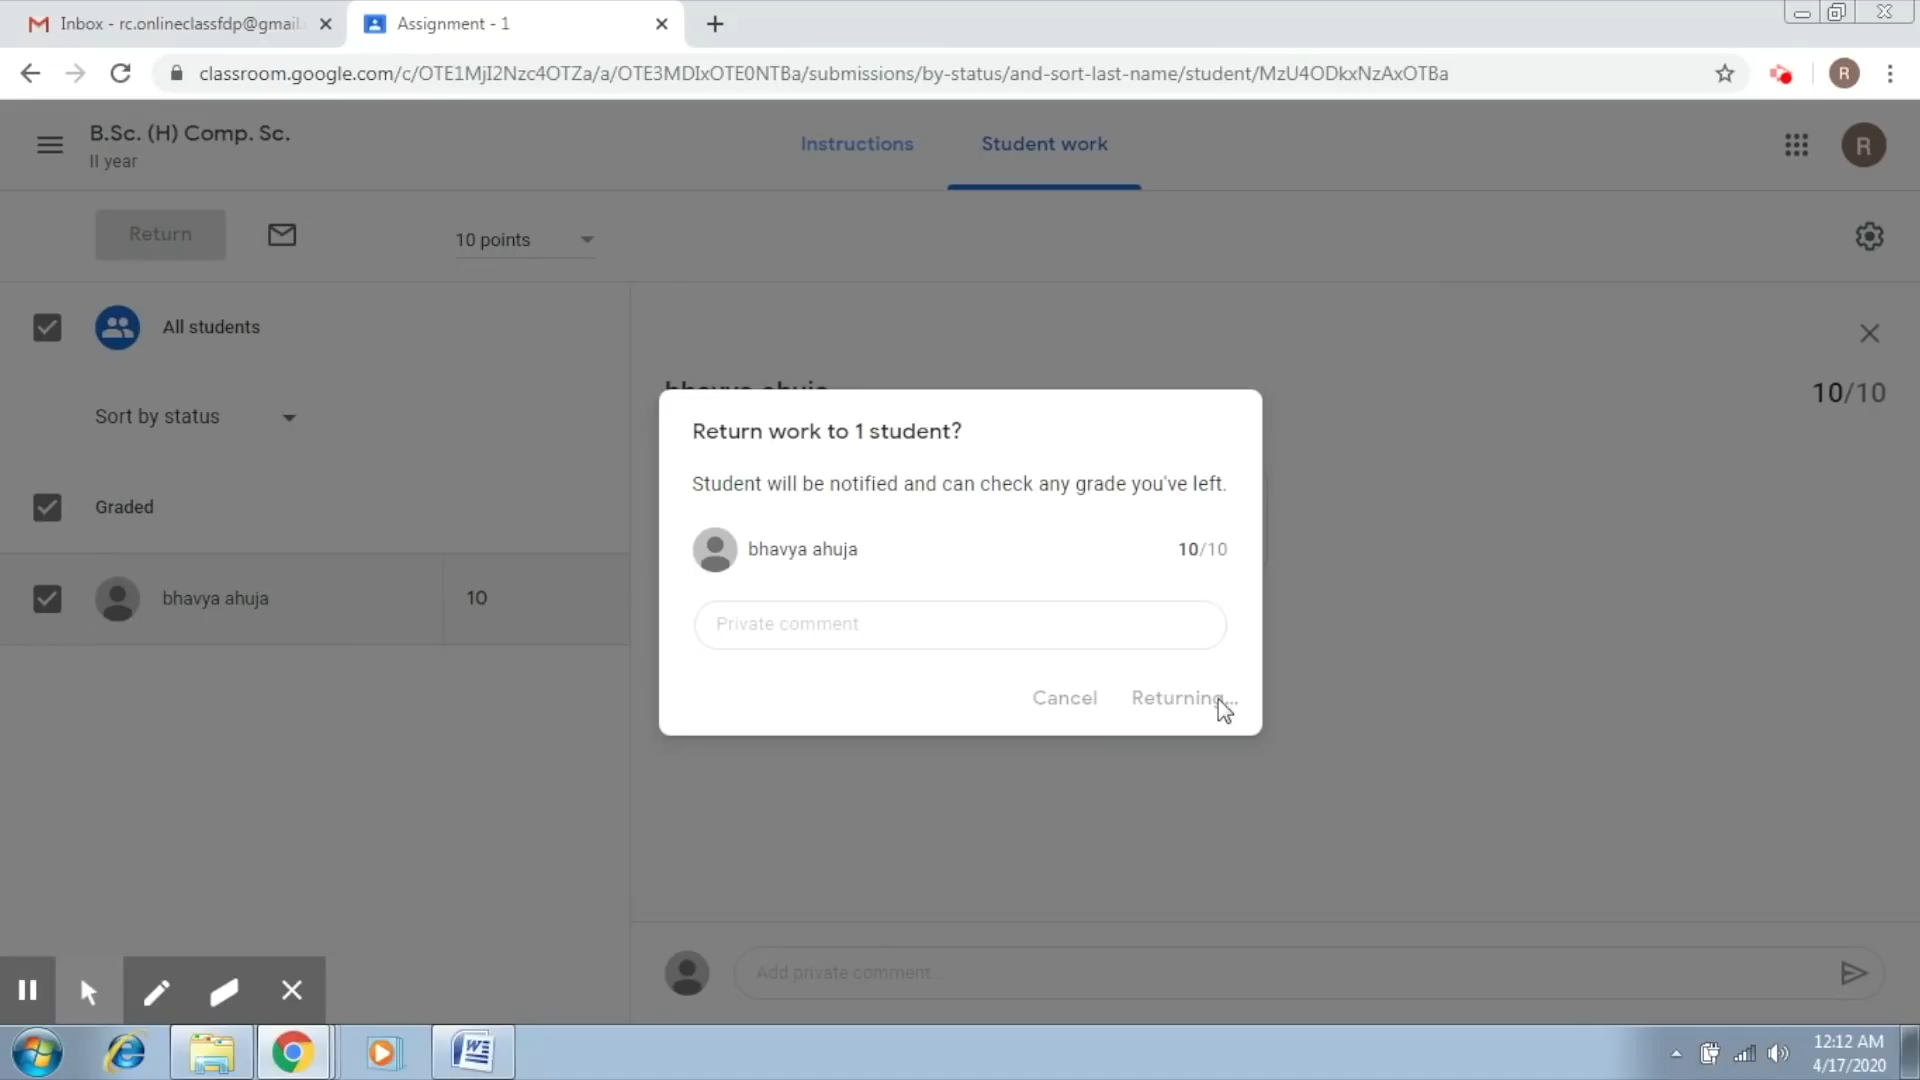 Inbox - rc.onlineclassfdp@gmail.
Assignment - 1
classroom.google.com/c/OTE1MjI2Nzc4OTZa/a/OTE3MDIxOTE0NTBa/submissions/by-status/and-sort-last-name/student/MzU4ODkxNzAxOTBa
R
B.Sc. (H) Comp. Sc.
II year
Instructions
Student work
R
Return
10 points
All students
Sort by status
bhavya ahuja
10/10
Return work to 1 student?
Student will be notified and can check any grade you've left.
Graded
bhavya ahuja
10/10
bhavya ahuja
10
Private comment
Cancel
Returning...
Add private comment...
12:12 AM
4/17/2020